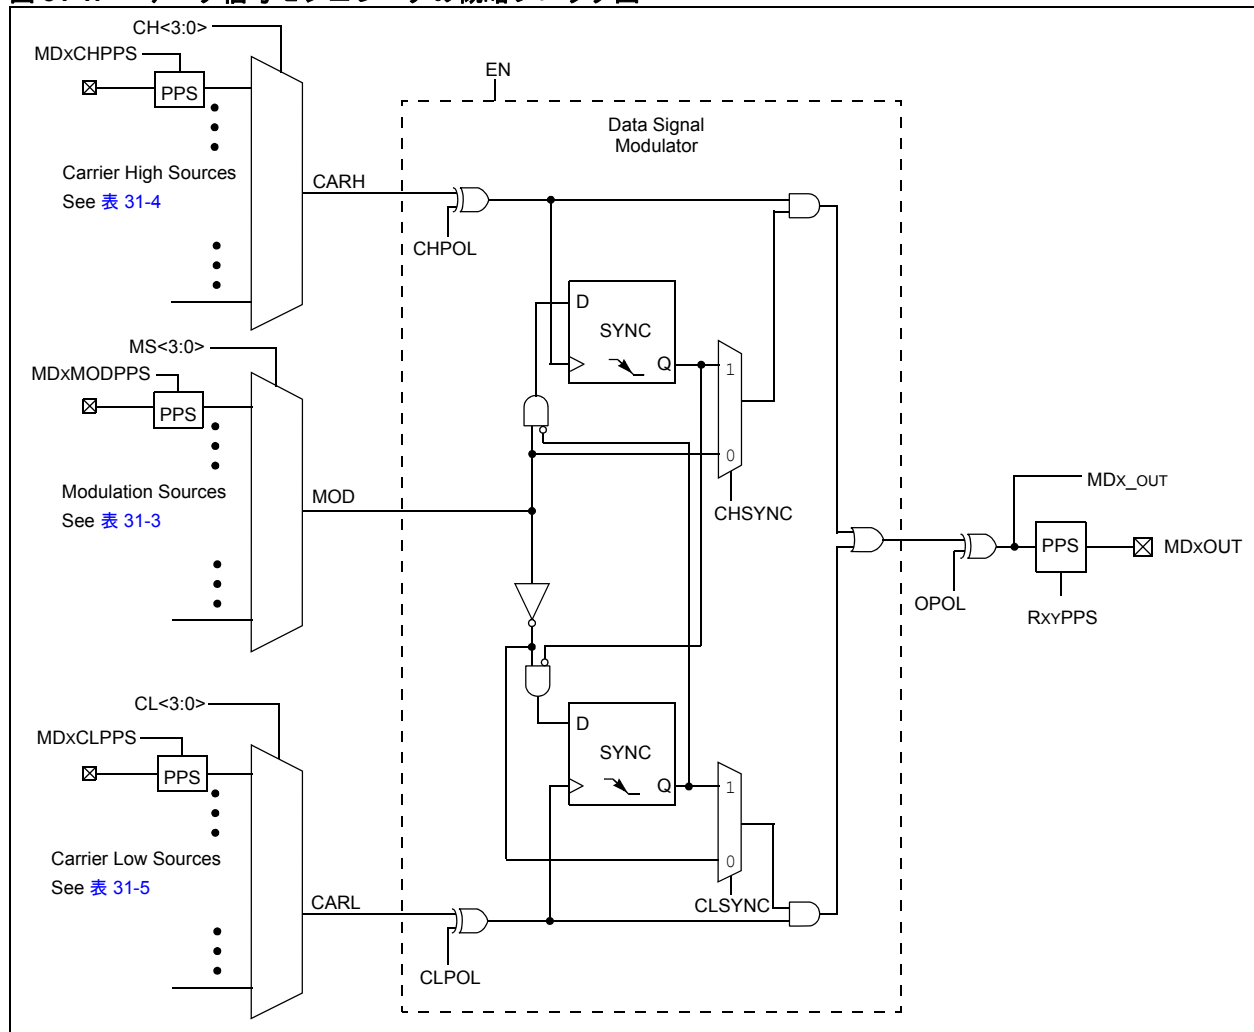 CH<3:0>
MDxCHPPS
PPS
Carrier High Sources
See 表 31-4
CARH
CHPOL
EN
Data Signal
Modulator
D
SYNC
Q
1
0
CHSYNC
MS<3:0>
MDxMODPPS
PPS
Modulation Sources
See 表 31-3
MOD
MDx_OUT
PPS
MDxOUT
OPOL
RxyPPS
CL<3:0>
MDxCLPPS
PPS
Carrier Low Sources
See 表 31-5
CARL
CLPOL
D
SYNC
Q
1
0
CLSYNC